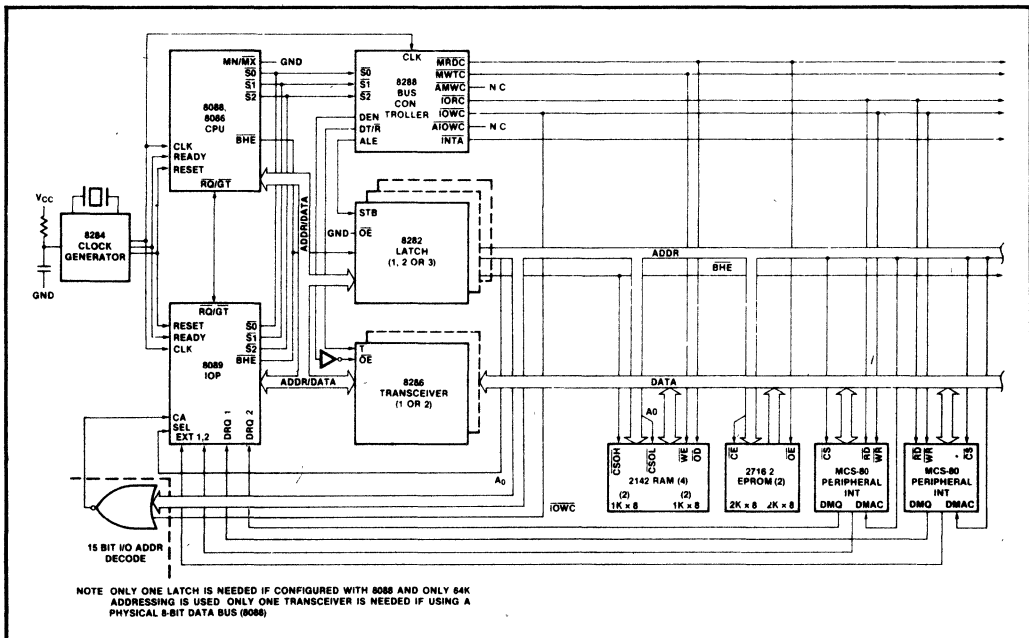 MN/MX
GND
S0
S1
S2
8088,
8086
CPU
BHE
CLK
READY
RESET
RQ/GT
CLK
8288
BUS
CON
TROLLER
S0
S1
S2
DEN
DT/R
ALE
MRDC
MWTC
AMWC
N C
IORC
IOWC
AIOWC
N C
INTA
VCC
8284
CLOCK
GENERATOR
GND
ADDR/DATA
STB
GND
OE
8282
LATCH
(1, 2 OR 3)
ADDR
BHE
RQ/GT
RESET
READY
CLK
S0
S1
S2
BHE
8089
IOP
ADDR/DATA
CA
SEL
EXT 1,2
DRQ 1
DRQ 2
T
OE
8286
TRANSCEIVER
(1 OR 2)
DATA
A0
CSOH
CSOL
WE
OD
2142 RAM (4)
(2)
1K × 8
(2)
1K × 8
CE
OE
2716 2
EPROM (2)
2K × 8
2K × 8
CS
RD
WR
MCS-80
PERIPHERAL
INT
DMQ
DMAC
RD
WR
CS
MCS-80
PERIPHERAL
INT
DMQ
DMAC
A0
IOWC
15 BIT I/O ADDR
DECODE
NOTE ONLY ONE LATCH IS NEEDED IF CONFIGURED WITH 8088 AND ONLY 64K
ADDRESSING IS USED ONLY ONE TRANSCEIVER IS NEEDED IF USING A
PHYSICAL 8-BIT DATA BUS (8088)